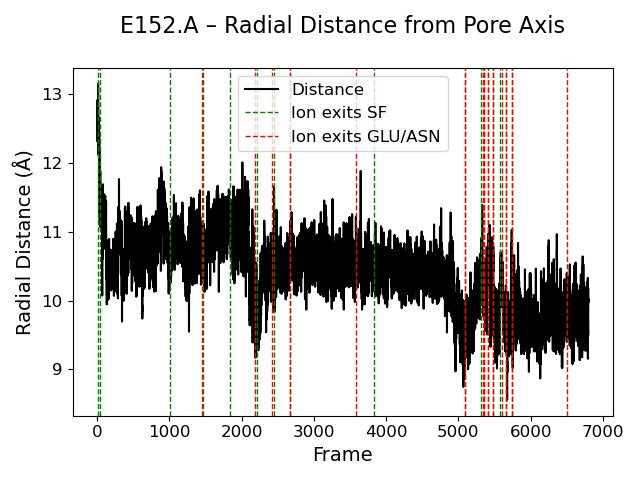 E152.A – Radial Distance from Pore Axis
Distance
Ion exits SF
Ion exits GLU/ASN
Radial Distance (Å)
13
12
11
10
9
0 1000 2000 3000 4000 5000 6000 7000
Frame